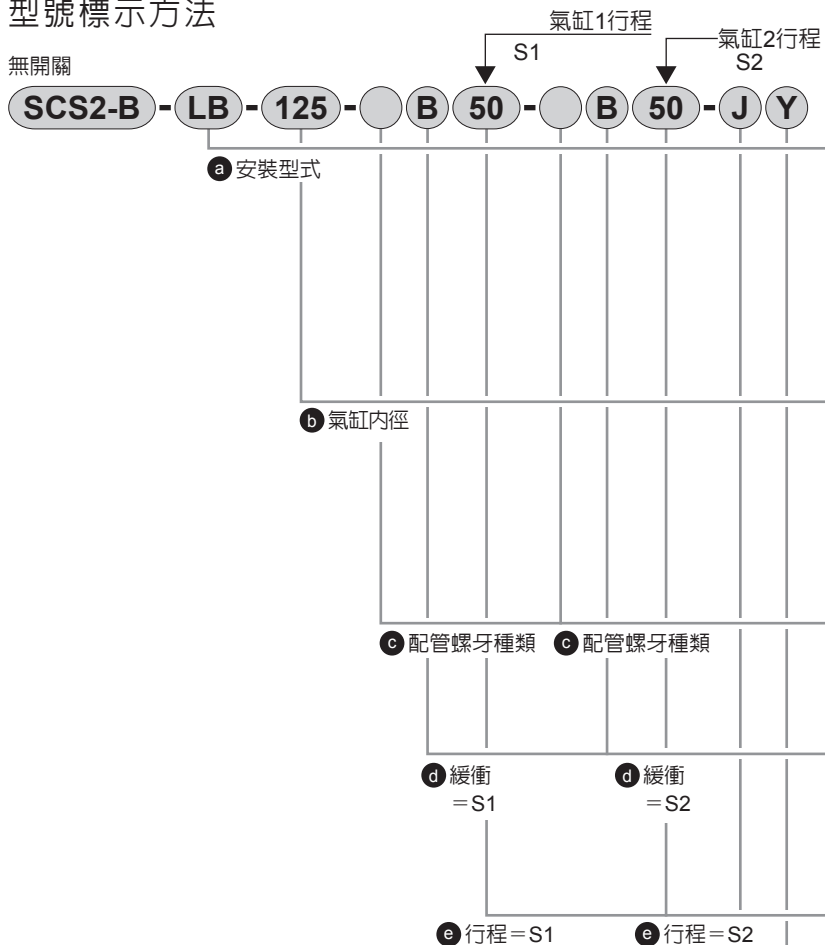 型號標示方法
氣缸1行程
S1
氣缸2行程
S2
無開關
SCS2-B - LB - 125 - B 50 - B 50 - J Y
a 安裝型式
b 氣缸内徑
c 配管螺牙種類 c 配管螺牙種類
d 緩衝 d 緩衝
＝S1 ＝S2
e 行程＝S1 e 行程＝S2